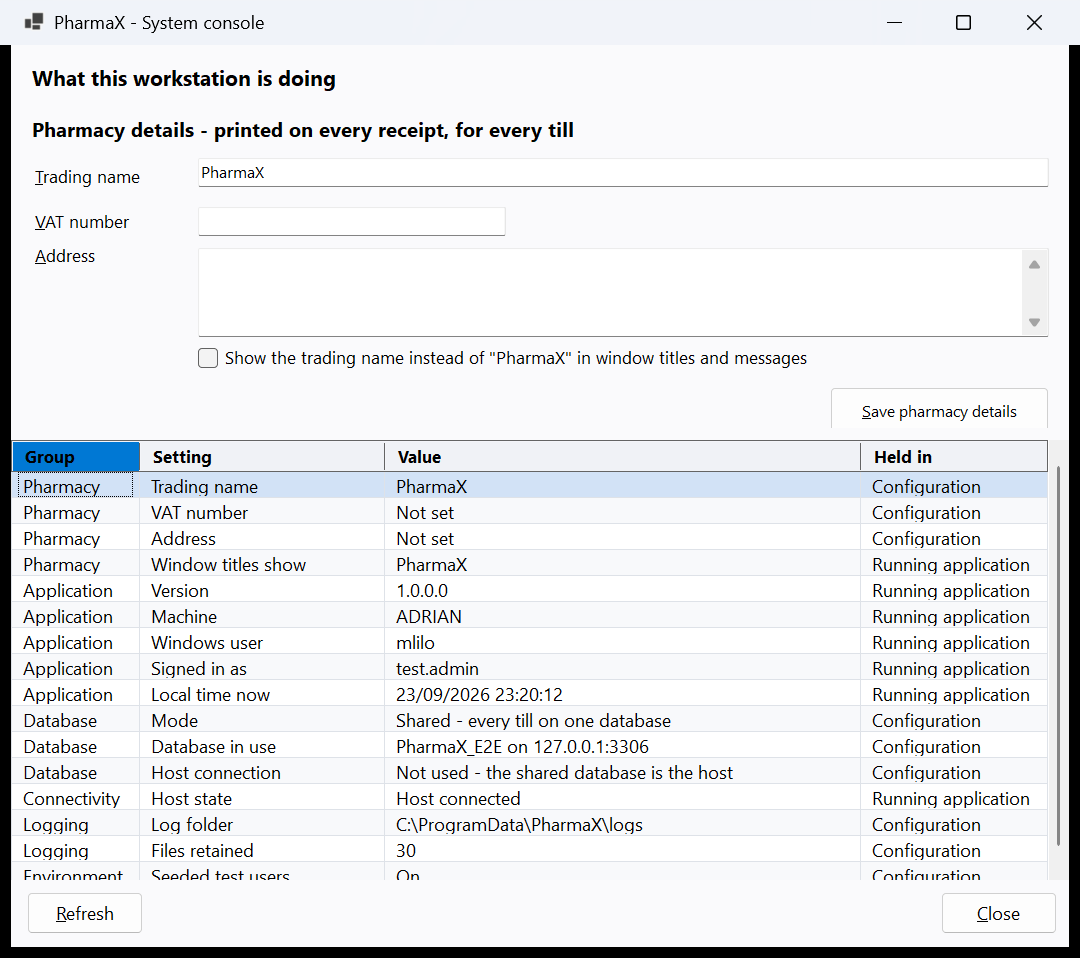 PharmaX - System console
What this workstation is doing
Pharmacy details - printed on every receipt, for every till
Trading name PharmaX
VAT number
Address
Show the trading name instead of "PharmaX" in window titles and messages
Save pharmacy details
Group Setting Value Held in
Pharmacy Trading name PharmaX Configuration
Pharmacy VAT number Not set Configuration
Pharmacy Address Not set Configuration
Pharmacy Window titles show PharmaX Running application
Application Version 1.0.0.0 Running application
Application Machine ADRIAN Running application
Application Windows user mlilo Running application
Application Signed in as test.admin Running application
Application Local time now 23/09/2026 23:20:12 Running application
Database Mode Shared - every till on one database Configuration
Database Database in use PharmaX_E2E on 127.0.0.1:3306 Configuration
Database Host connection Not used - the shared database is the host Configuration
Connectivity Host state Host connected Running application
Logging Log folder C:\ProgramData\PharmaX\logs Configuration
Logging Files retained 30 Configuration
Environment Seeded test users On Configuration
Refresh Close